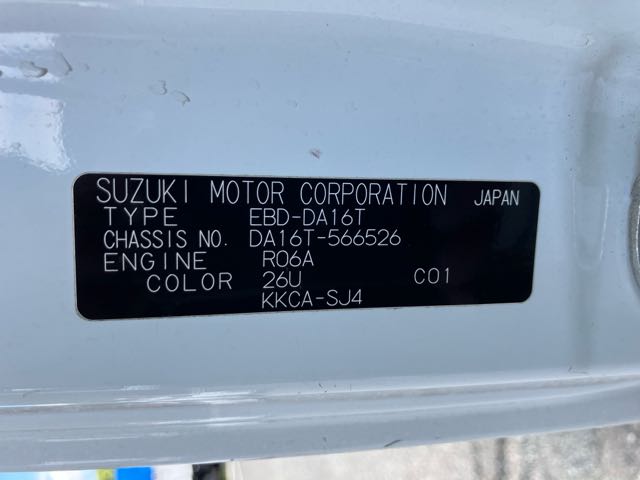 SUZUKI MOTOR CORPORATION JAPAN
TYPE EBD-DA16T
CHASSIS NO. DA16T-566526
ENGINE R06A
COLOR 26U C01
KKCA-SJ4